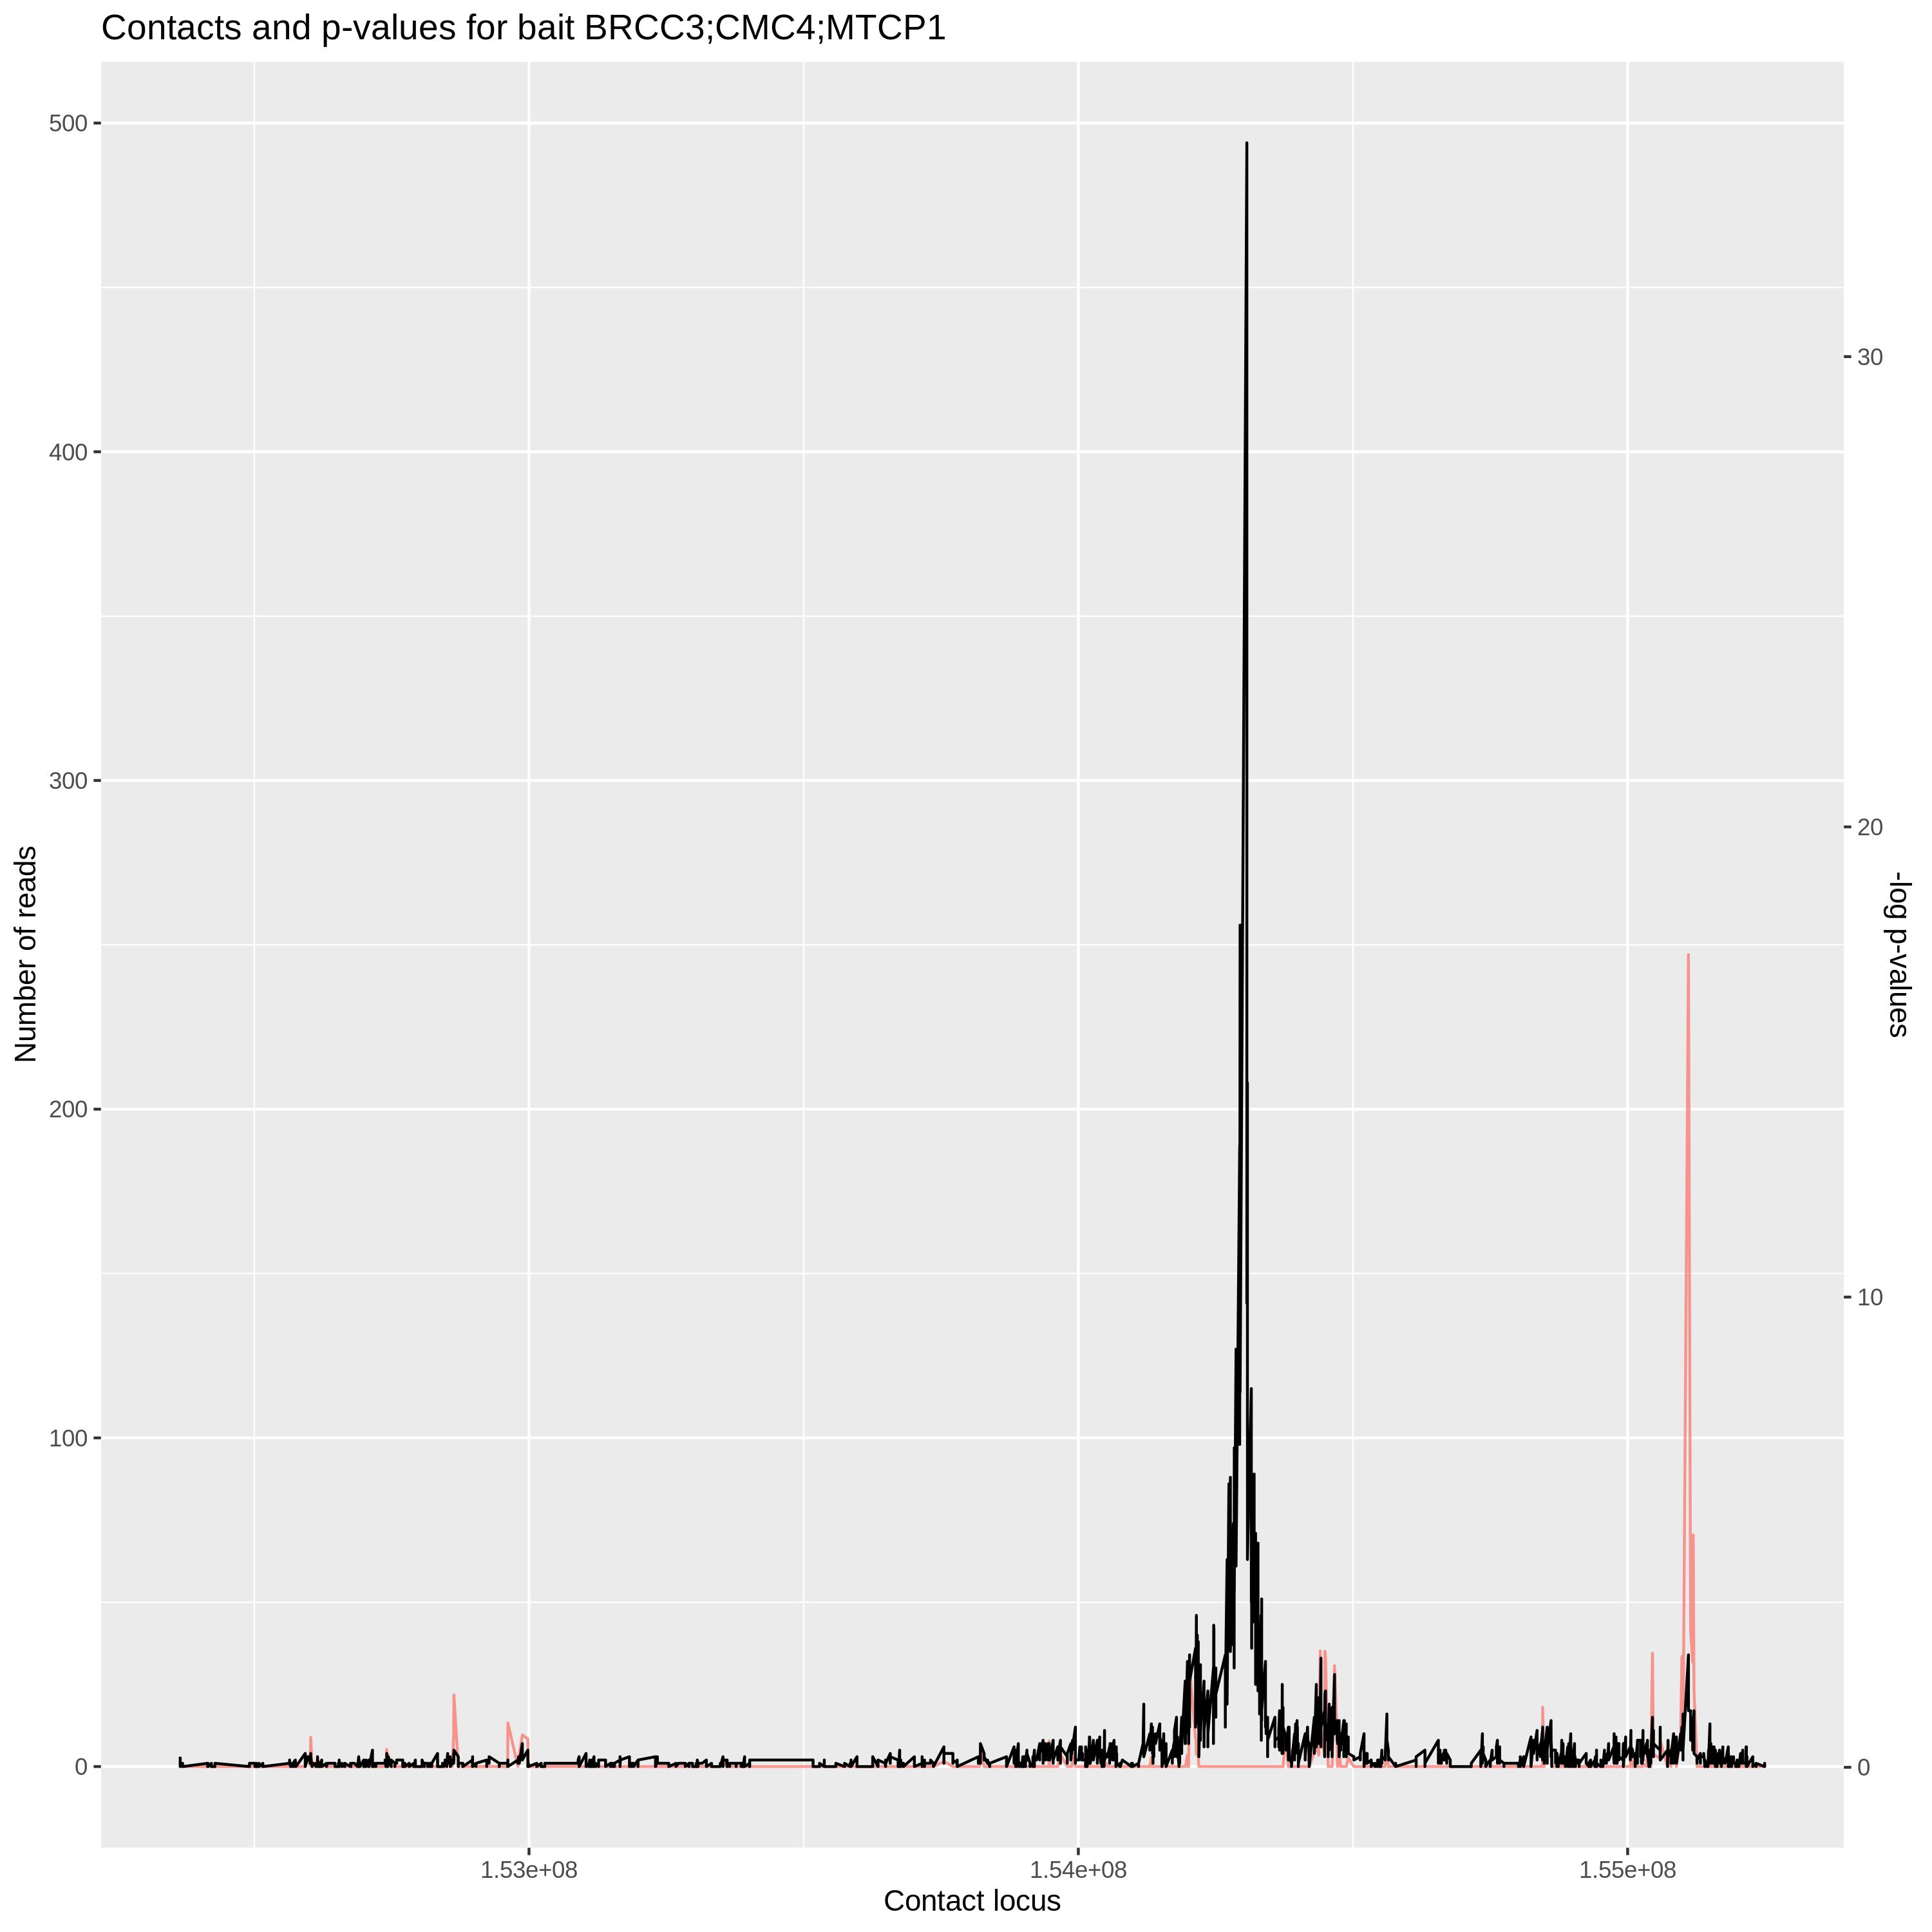 Contacts and p-values for bait BRCC3;CMC4;MTCP1
500
400
300
200
100
0
Number of reads
30
20
10
0
-log p-values
1.53e+08
1.54e+08
1.55e+08
Contact locus